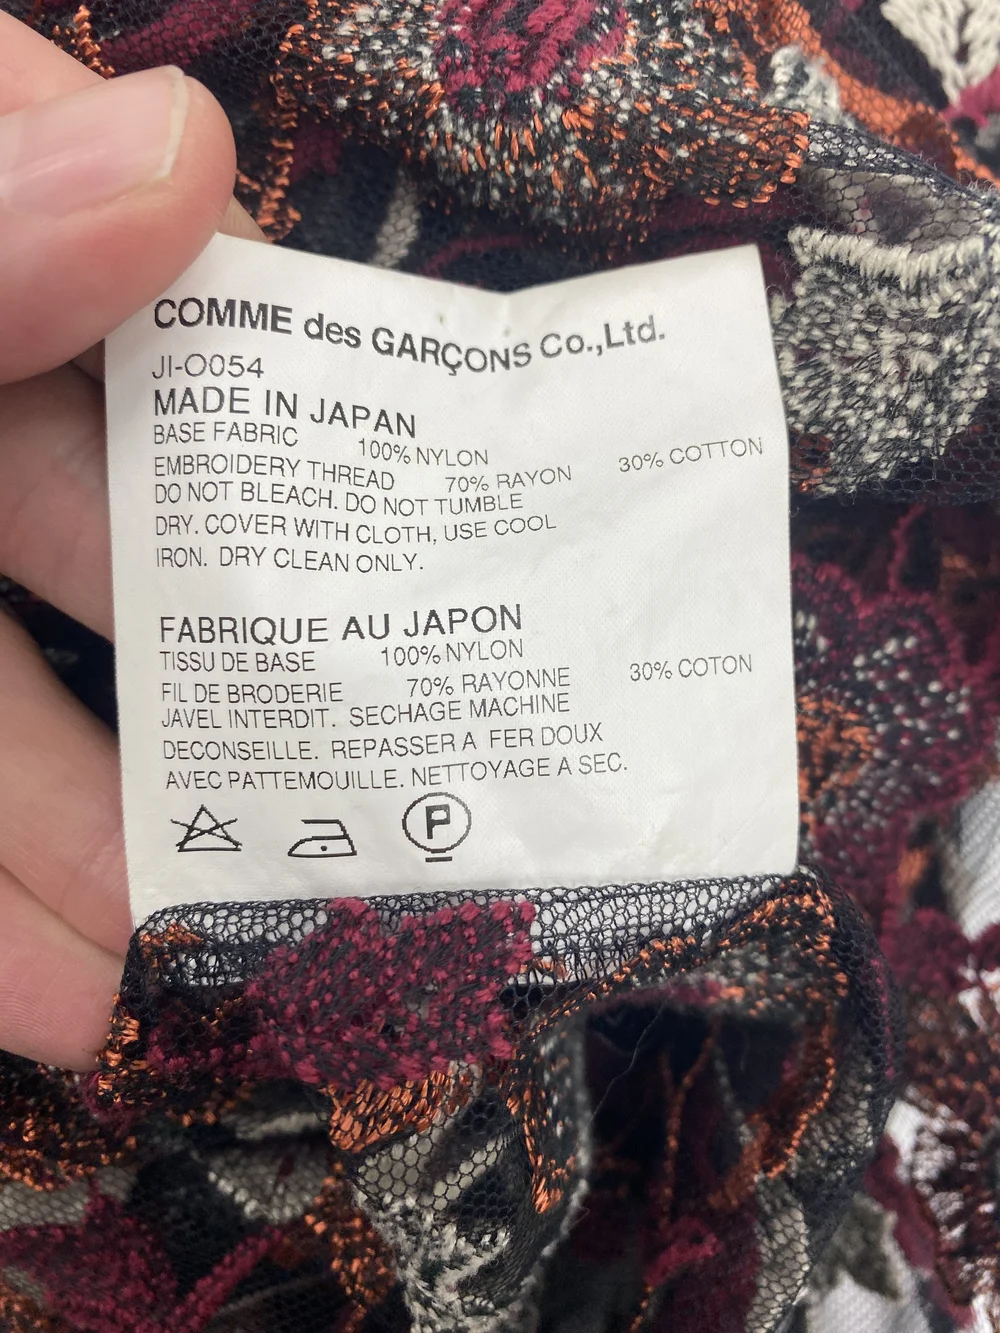 COMME des GARÇONS Co.,Ltd.
JI-O054
MADE IN JAPAN
BASE FABRIC 100% NYLON
EMBROIDERY THREAD 70% RAYON 30% COTTON
DO NOT BLEACH. DO NOT TUMBLE
DRY. COVER WITH CLOTH, USE COOL
IRON. DRY CLEAN ONLY.
FABRIQUE AU JAPON
TISSU DE BASE 100% NYLON
FIL DE BRODERIE 70% RAYONNE 30% COTON
JAVEL INTERDIT. SECHAGE MACHINE
DECONSEILLE. REPASSER A FER DOUX
AVEC PATTEMOUILLE. NETTOYAGE A SEC.
P